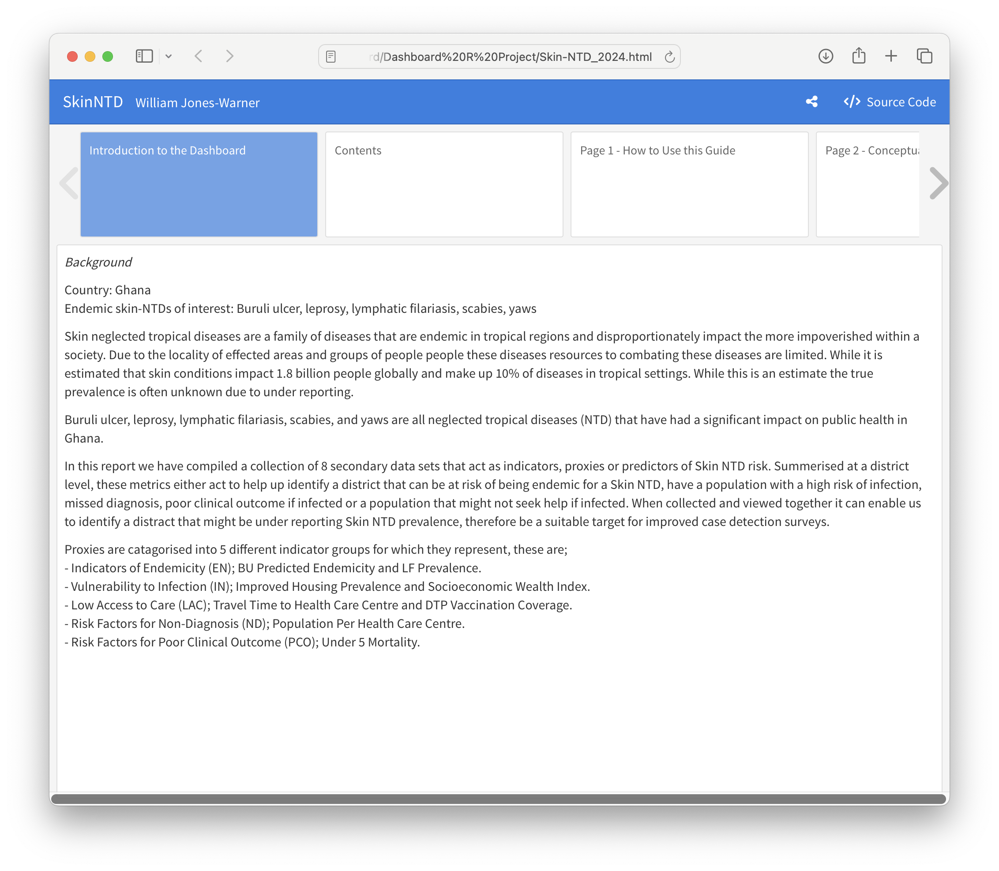 rd/Dashboard%20R%20Project/Skin-NTD_2024.html
SkinNTD William Jones-Warner
</> Source Code
Introduction to the Dashboard
Contents
Page 1 - How to Use this Guide
Page 2 - Conceptua
Background
Country: Ghana
Endemic skin-NTDs of interest: Buruli ulcer, leprosy, lymphatic filariasis, scabies, yaws
Skin neglected tropical diseases are a family of diseases that are endemic in tropical regions and disproportionately impact the more impoverished within a
society. Due to the locality of effected areas and groups of people people these diseases resources to combating these diseases are limited. While it is
estimated that skin conditions impact 1.8 billion people globally and make up 10% of diseases in tropical settings. While this is an estimate the true
prevalence is often unknown due to under reporting.
Buruli ulcer, leprosy, lymphatic filariasis, scabies, and yaws are all neglected tropical diseases (NTD) that have had a significant impact on public health in
Ghana.
In this report we have compiled a collection of 8 secondary data sets that act as indicators, proxies or predictors of Skin NTD risk. Summerised at a district
level, these metrics either act to help up identify a district that can be at risk of being endemic for a Skin NTD, have a population with a high risk of infection,
missed diagnosis, poor clinical outcome if infected or a population that might not seek help if infected. When collected and viewed together it can enable us
to identify a distract that might be under reporting Skin NTD prevalence, therefore be a suitable target for improved case detection surveys.
Proxies are catagorised into 5 different indicator groups for which they represent, these are;
- Indicators of Endemicity (EN); BU Predicted Endemicity and LF Prevalence.
- Vulnerability to Infection (IN); Improved Housing Prevalence and Socioeconomic Wealth Index.
- Low Access to Care (LAC); Travel Time to Health Care Centre and DTP Vaccination Coverage.
- Risk Factors for Non-Diagnosis (ND); Population Per Health Care Centre.
- Risk Factors for Poor Clinical Outcome (PCO); Under 5 Mortality.